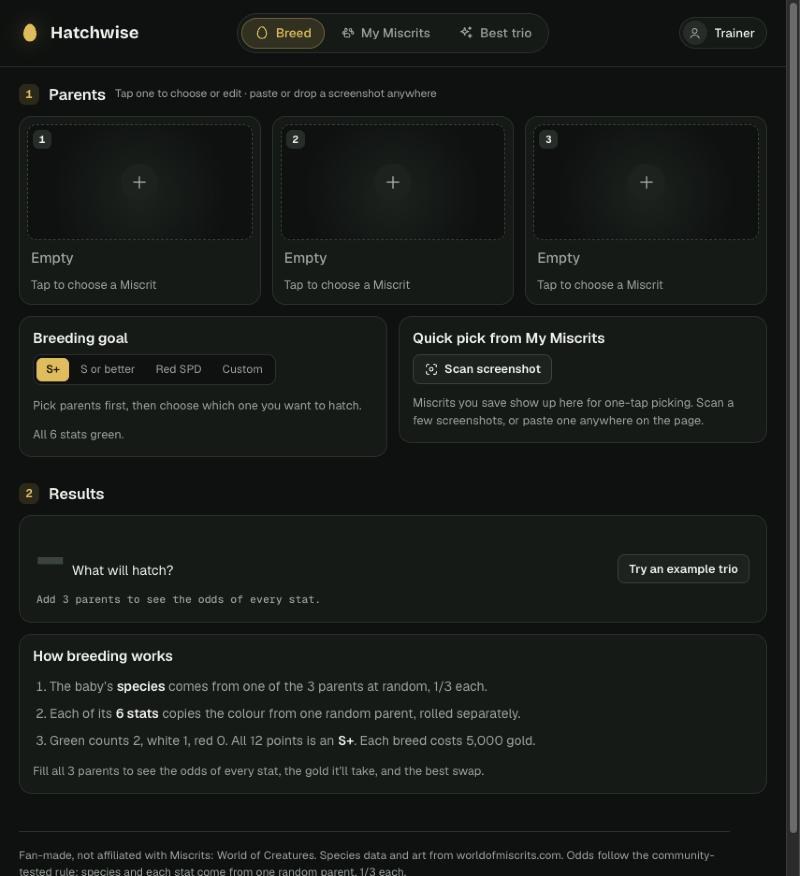 Hatchwise
Breed
My Miscrits
Best trio
Trainer
1 Parents Tap one to choose or edit · paste or drop a screenshot anywhere
1
2
3
Empty
Tap to choose a Miscrit
Empty
Tap to choose a Miscrit
Empty
Tap to choose a Miscrit
Breeding goal
S+ S or better Red SPD Custom
Pick parents first, then choose which one you want to hatch.
All 6 stats green.
Quick pick from My Miscrits
Scan screenshot
Miscrits you save show up here for one-tap picking. Scan a
few screenshots, or paste one anywhere on the page.
2 Results
What will hatch?
Try an example trio
Add 3 parents to see the odds of every stat.
How breeding works
1. The baby's species comes from one of the 3 parents at random, 1/3 each.
2. Each of its 6 stats copies the colour from one random parent, rolled separately.
3. Green counts 2, white 1, red 0. All 12 points is an S+. Each breed costs 5,000 gold.
Fill all 3 parents to see the odds of every stat, the gold it'll take, and the best swap.
Fan-made, not affiliated with Miscrits: World of Creatures. Species data and art from worldofmiscrits.com. Odds follow the community-
tested rule: species and each stat come from one random parent, 1/3 each.